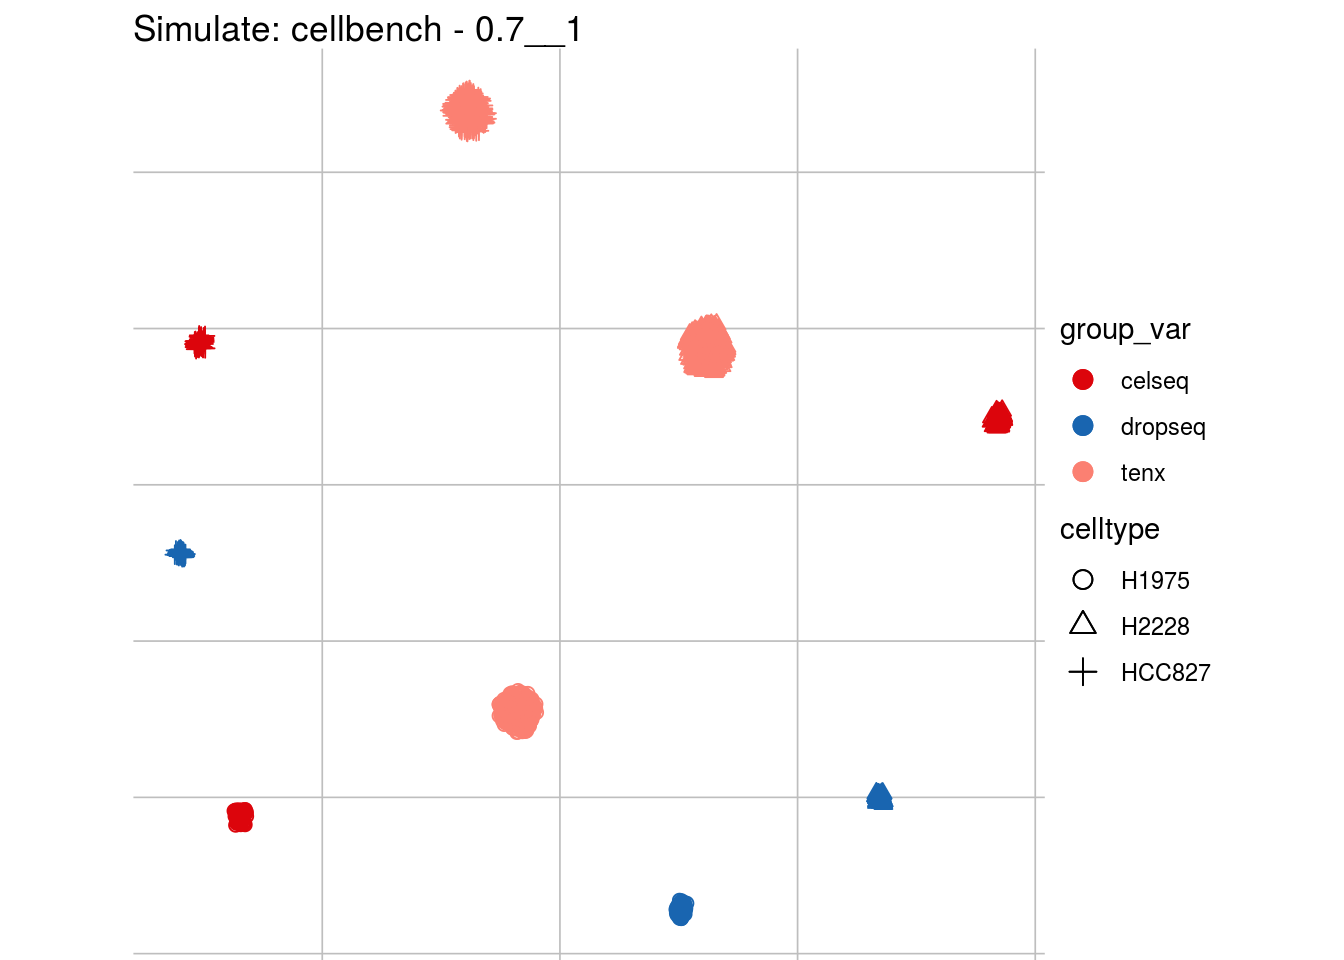 Simulate: cellbench - 0.7__1
group_var
celseq
dropseq
tenx
celltype
H1975
H2228
HCC827